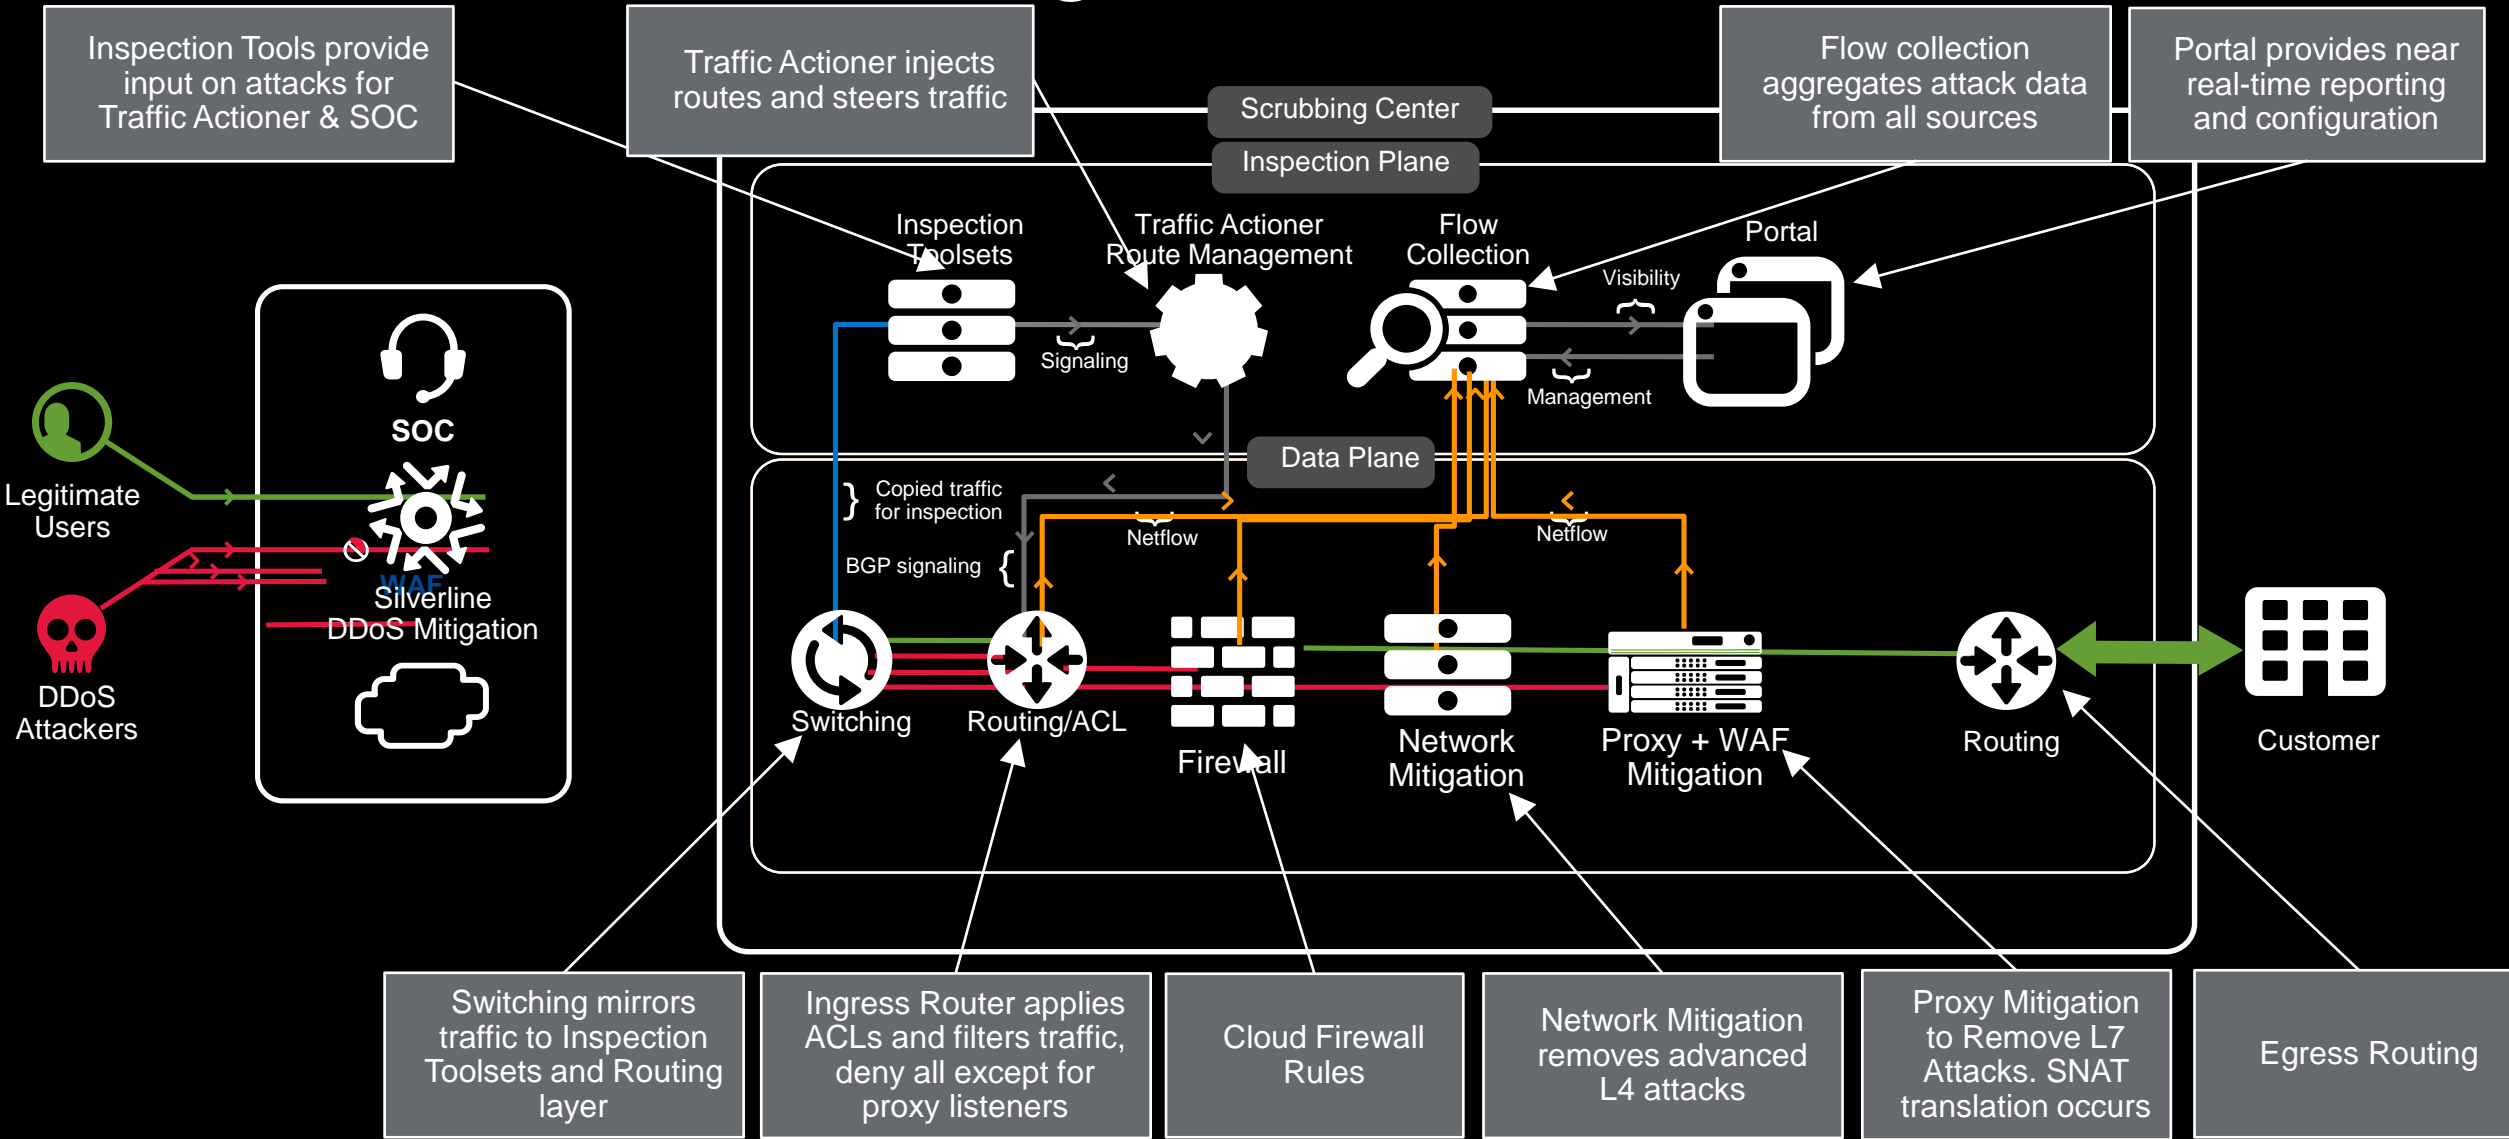 Inspection Tools provide
input on attacks for
Traffic Actioner & SOC
Traffic Actioner injects
routes and steers traffic
Flow collection
aggregates attack data
from all sources
Portal provides near
real-time reporting
and configuration
Scrubbing Center
Inspection Plane
Inspection
Toolsets
Traffic Actioner
Route Management
Flow
Collection
Portal
Visibility
Signaling
Management
SOC
Data Plane
Legitimate
Users
Copied traffic
for inspection
Netflow
Netflow
BGP signaling
WAF
Silverline
DDoS Mitigation
DDoS
Attackers
Switching
Routing/ACL
Firewall
Network
Mitigation
Proxy + WAF
Mitigation
Routing
Customer
Switching mirrors
traffic to Inspection
Toolsets and Routing
layer
Ingress Router applies
ACLs and filters traffic,
deny all except for
proxy listeners
Cloud Firewall
Rules
Network Mitigation
removes advanced
L4 attacks
Proxy Mitigation
to Remove L7
Attacks. SNAT
translation occurs
Egress Routing